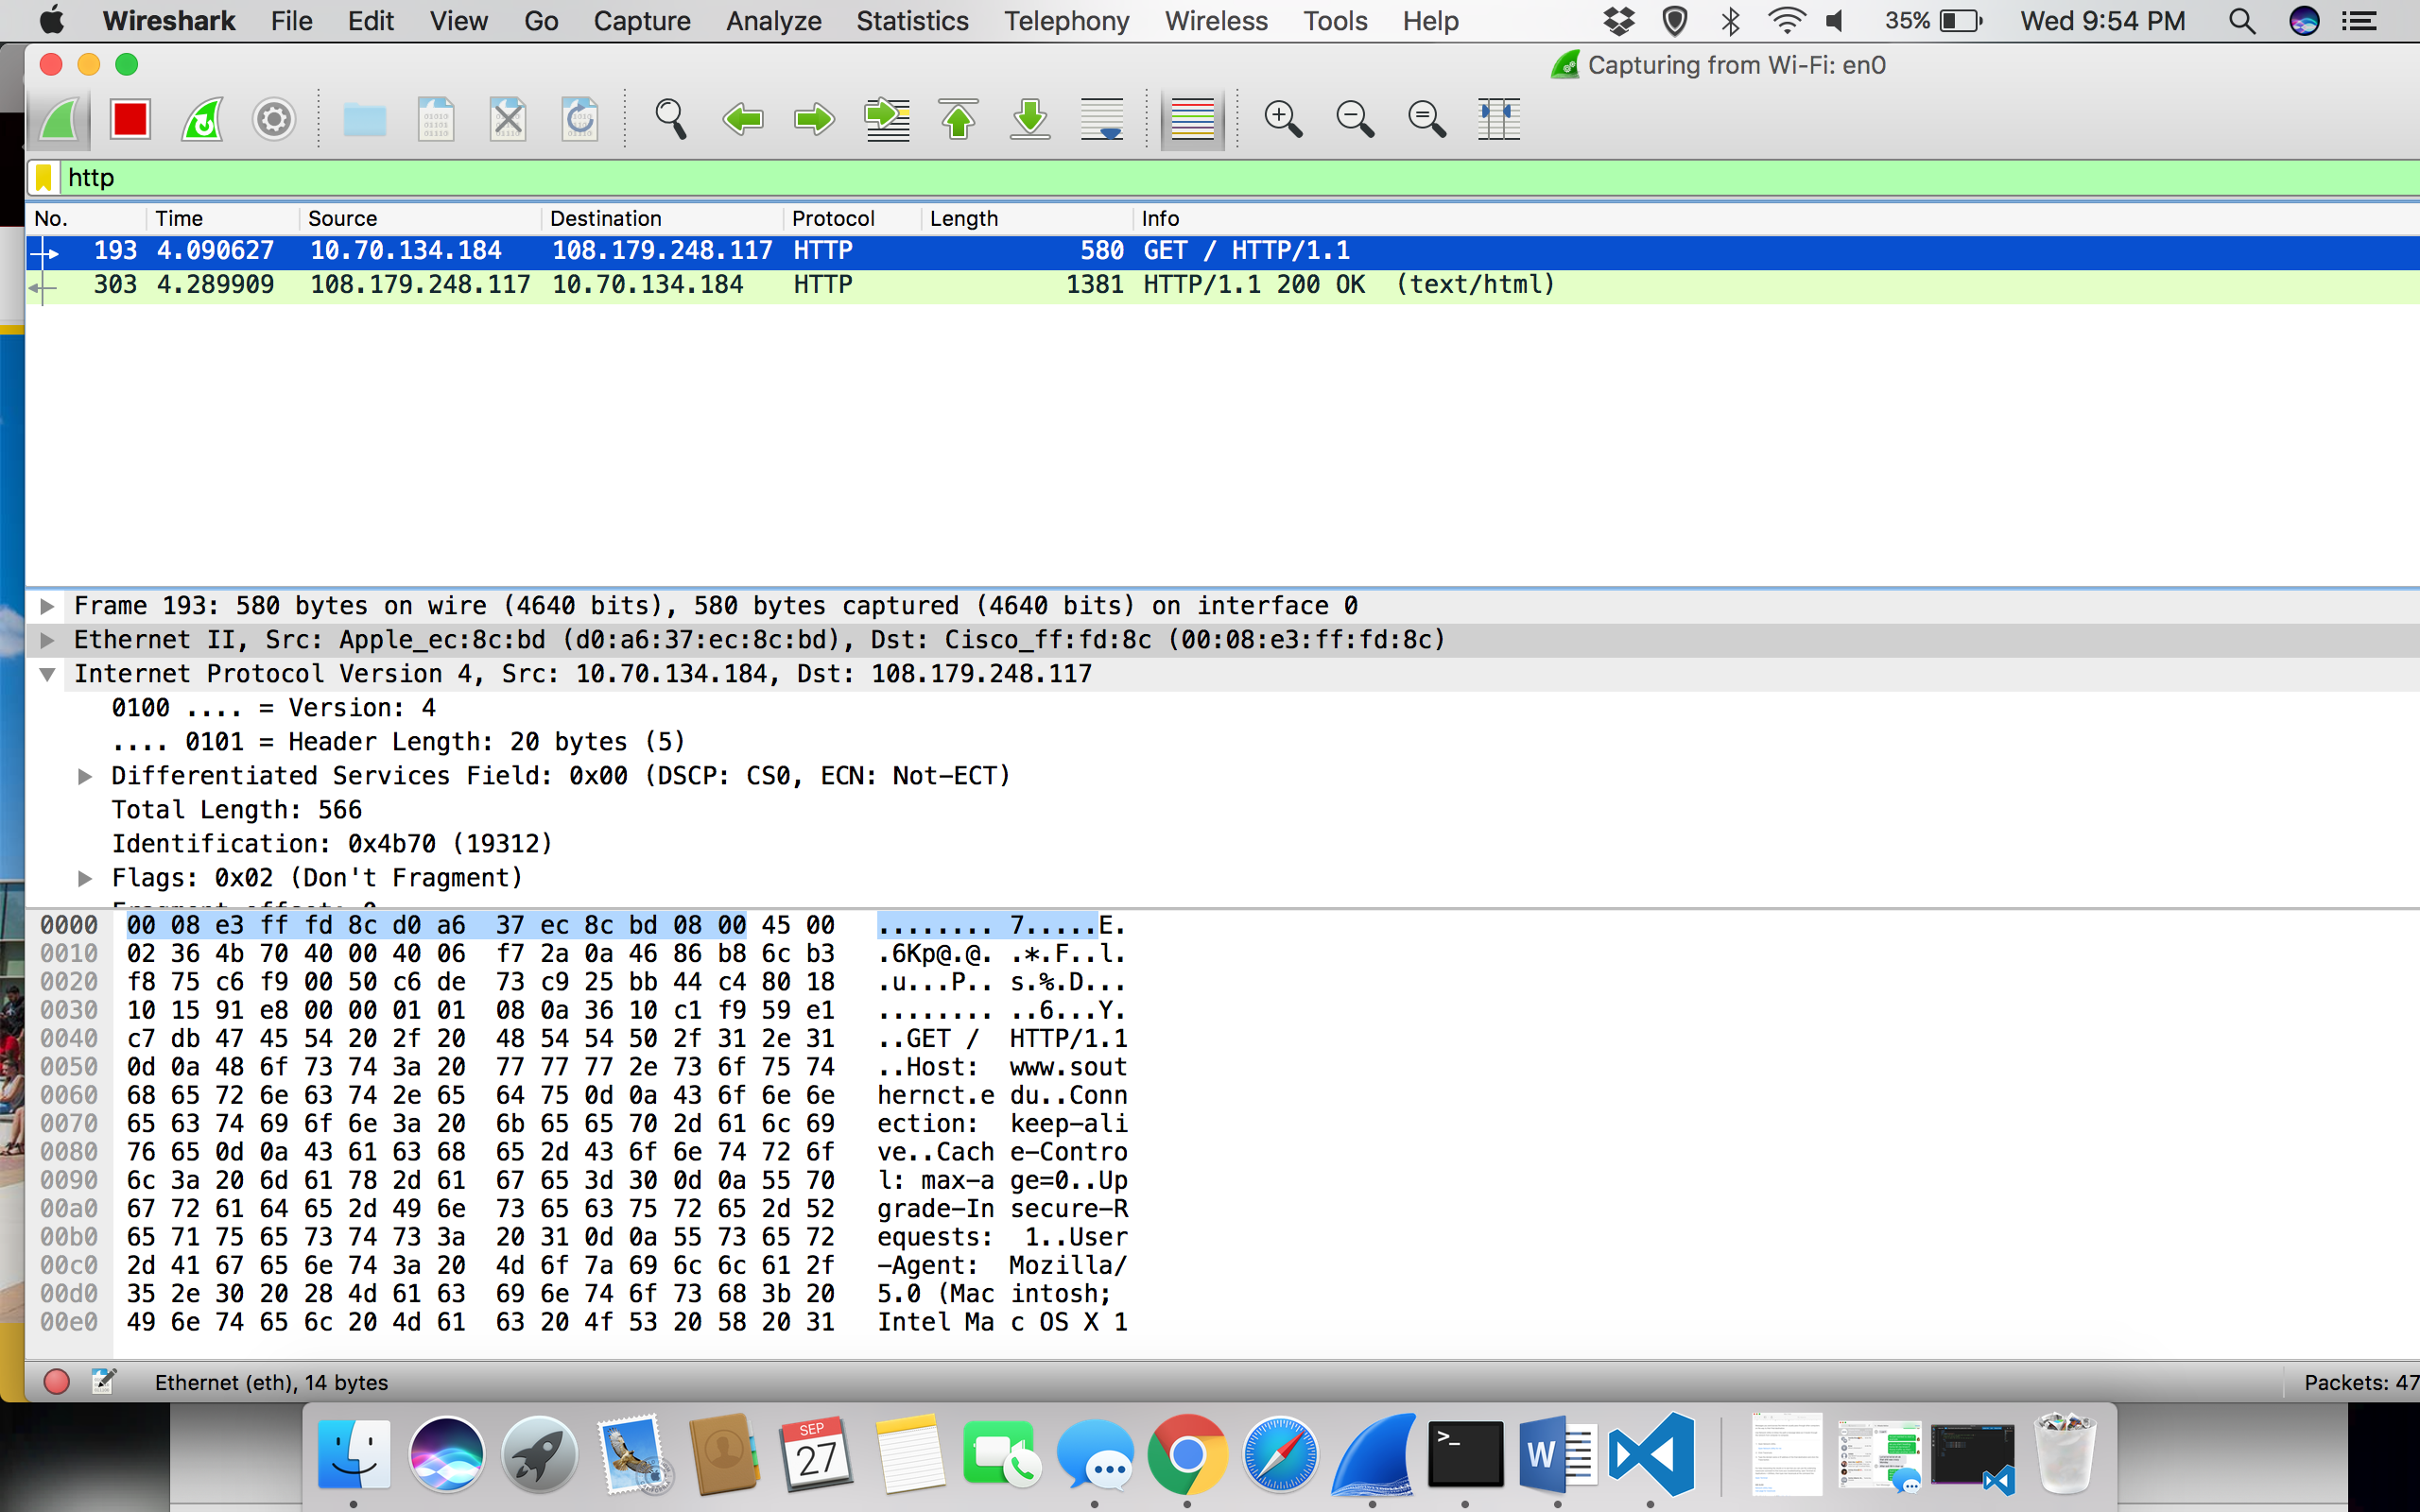 Wireshark File Edit View Go Capture Analyze Statistics Telephony Wireless Tools Help 35% Wed 9:54 PM
Capturing from Wi-Fi: en0
http
No. Time Source Destination Protocol Length Info
193 4.090627 10.70.134.184 108.179.248.117 HTTP 580 GET / HTTP/1.1
303 4.289909 108.179.248.117 10.70.134.184 HTTP 1381 HTTP/1.1 200 OK (text/html)
Frame 193: 580 bytes on wire (4640 bits), 580 bytes captured (4640 bits) on interface 0
Ethernet II, Src: Apple_ec:8c:bd (d0:a6:37:ec:8c:bd), Dst: Cisco_ff:fd:8c (00:08:e3:ff:fd:8c)
Internet Protocol Version 4, Src: 10.70.134.184, Dst: 108.179.248.117
0100 .... = Version: 4
.... 0101 = Header Length: 20 bytes (5)
Differentiated Services Field: 0x00 (DSCP: CS0, ECN: Not-ECT)
Total Length: 566
Identification: 0x4b70 (19312)
Flags: 0x02 (Don't Fragment)
0000 00 08 e3 ff fd 8c d0 a6 37 ec 8c bd 08 00 45 00 ........ 7.....E.
0010 02 36 4b 70 40 00 40 06 f7 2a 0a 46 86 b8 6c b3 .6Kp@.@. .*.F..l.
0020 f8 75 c6 f9 00 50 c6 de 73 c9 25 bb 44 c4 80 18 .u...P.. s.%.D...
0030 10 15 91 e8 00 00 01 01 08 0a 36 10 c1 f9 59 e1 ........ ..6...Y.
0040 c7 db 47 45 54 20 2f 20 48 54 54 50 2f 31 2e 31 ..GET / HTTP/1.1
0050 0d 0a 48 6f 73 74 3a 20 77 77 77 2e 73 6f 75 74 ..Host: www.sout
0060 68 65 72 6e 63 74 2e 65 64 75 0d 0a 43 6f 6e 6e hernct.e du..Conn
0070 65 63 74 69 6f 6e 3a 20 6b 65 65 70 2d 61 6c 69 ection: keep-ali
0080 76 65 0d 0a 43 61 63 68 65 2d 43 6f 6e 74 72 6f ve..Cach e-Contro
0090 6c 3a 20 6d 61 78 2d 61 67 65 3d 30 0d 0a 55 70 l: max-a ge=0..Up
00a0 67 72 61 64 65 2d 49 6e 73 65 63 75 72 65 2d 52 grade-In secure-R
00b0 65 71 75 65 73 74 73 3a 20 31 0d 0a 55 73 65 72 equests: 1..User
00c0 2d 41 67 65 6e 74 3a 20 4d 6f 7a 69 6c 6c 61 2f -Agent: Mozilla/
00d0 35 2e 30 20 28 4d 61 63 69 6e 74 6f 73 68 3b 20 5.0 (Mac intosh;
00e0 49 6e 74 65 6c 20 4d 61 63 20 4f 53 20 58 20 31 Intel Ma c OS X 1
Ethernet (eth), 14 bytes Packets: 47
SEP
27
>_
W